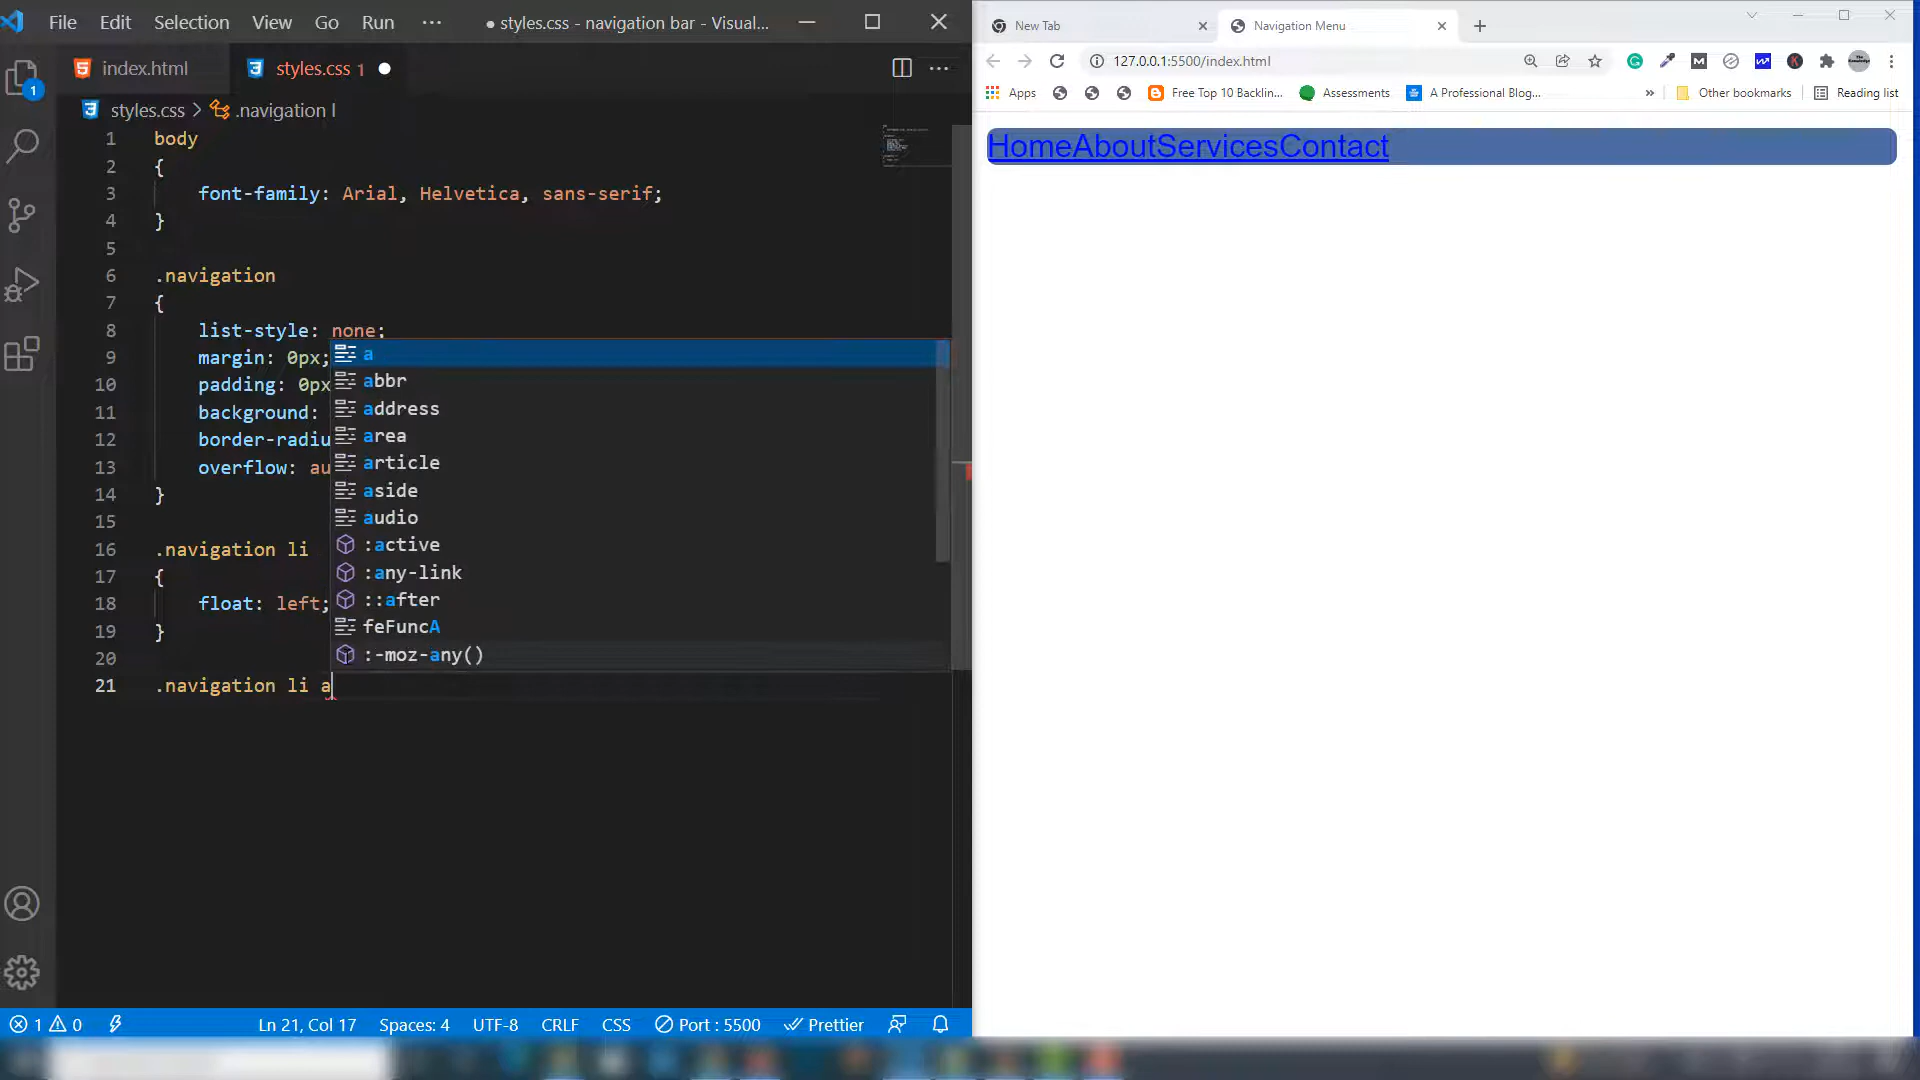 File Edit Selection View Go Run ··· ● styles.css - navigation bar - Visual...
index.html styles.css 1
styles.css > .navigation l
1 body
2 {
3 font-family: Arial, Helvetica, sans-serif;
4 }
5
6 .navigation
7 {
8 list-style: none;
9 margin: 0px;
10 padding: 0px
11 background:
12 border-radiu
13 overflow: au
14 }
15
16 .navigation li
17 {
18 float: left;
19 }
20
21 .navigation li a
a
abbr
address
area
article
aside
audio
:active
:any-link
::after
feFuncA
:-moz-any()
1
1 0 Ln 21, Col 17 Spaces: 4 UTF-8 CRLF CSS Port : 5500 Prettier
New Tab Navigation Menu
127.0.0.1:5500/index.html
Apps Free Top 10 Backlin... Assessments A Professional Blog... » Other bookmarks Reading list
HomeAboutServicesContact